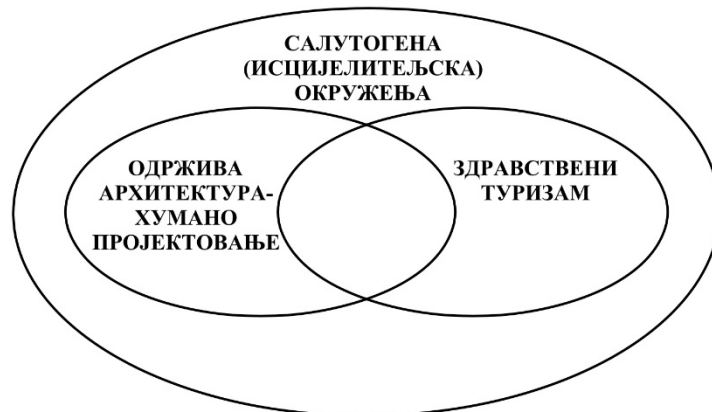 САЛУТОГЕНА
(ИСЦИЈЕЛИТЕЉСКА)
ОКРУЖЕЊА
ОДРЖИВА
АРХИТЕКТУРА-
ХУМАНО
ПРОЈЕКТОВАЊЕ
ЗДРАВСТВЕНИ
ТУРИЗАМ